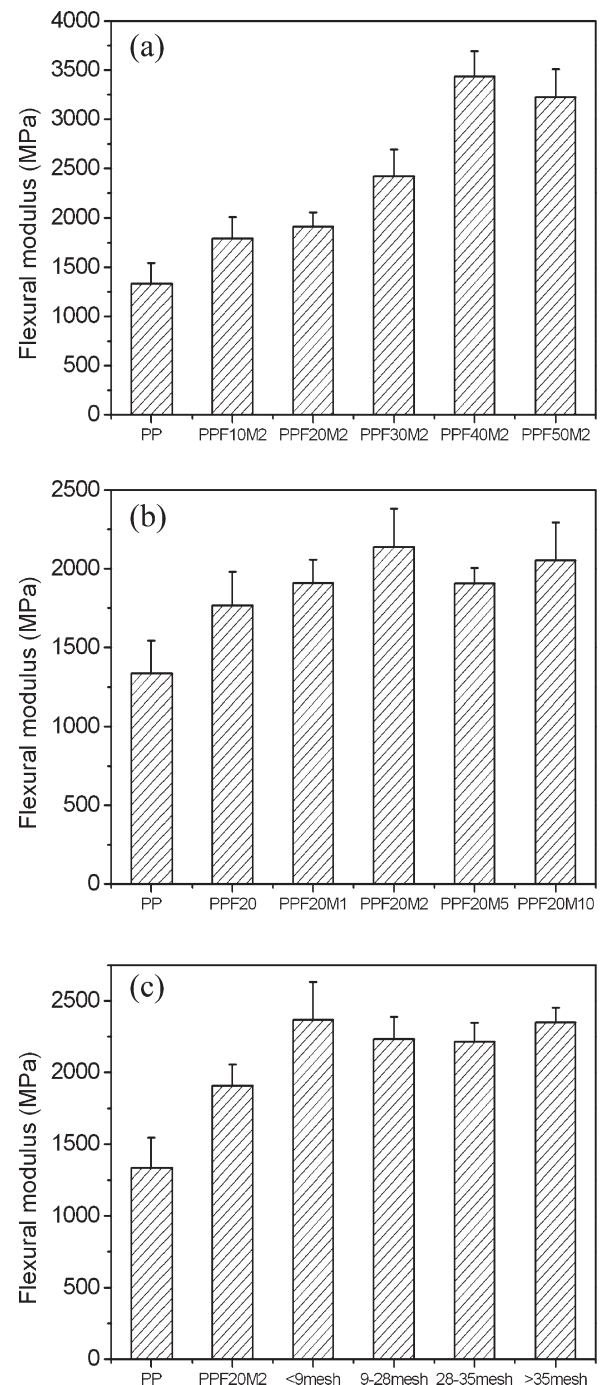 (a)
Flexural modulus (MPa)
4000
3500
3000
2500
2000
1500
1000
500
0
PP PPF10M2 PPF20M2 PPF30M2 PPF40M2 PPF50M2
(b)
Flexural modulus (MPa)
2500
2000
1500
1000
500
0
PP PPF20 PPF20M1 PPF20M2 PPF20M5 PPF20M10
(c)
Flexural modulus (MPa)
2500
2000
1500
1000
500
0
PP PPF20M2 <9mesh 9-28mesh 28-35mesh >35mesh